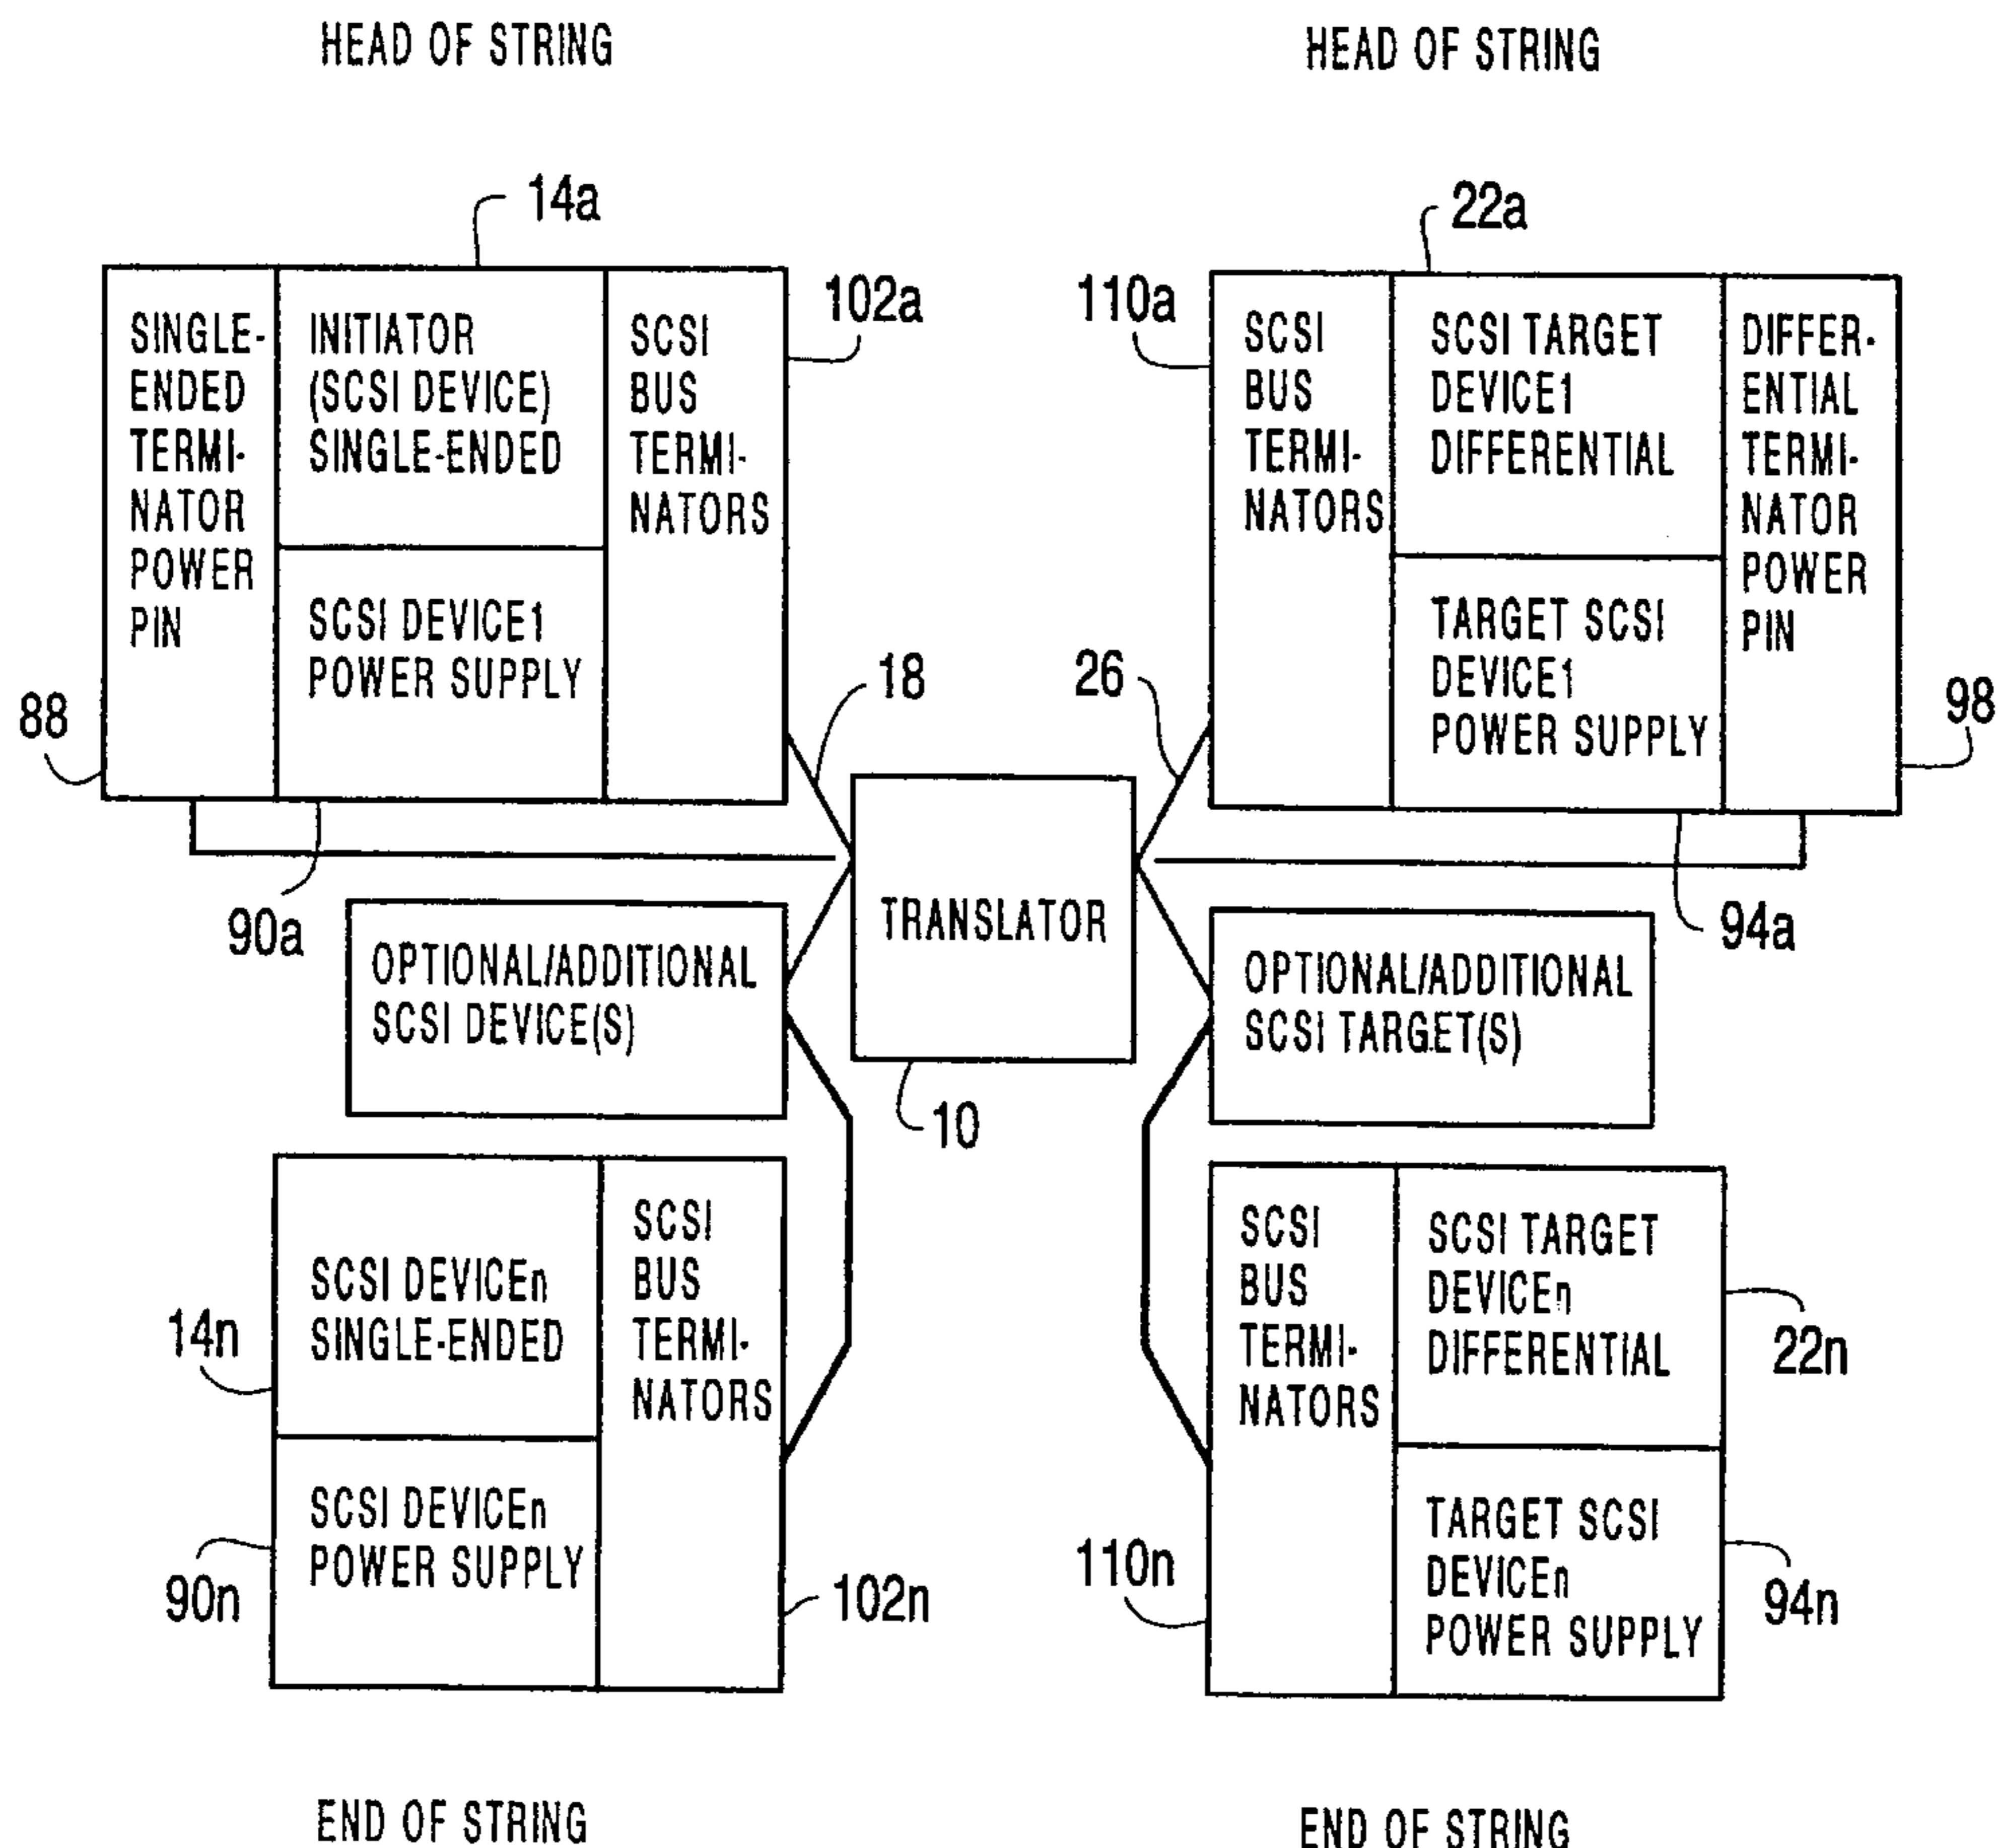 HEAD OF STRING
HEAD OF STRING
14a
22a
102a
110a
SINGLE-
ENDED
TERMI-
NATOR
POWER
PIN
INITIATOR
(SCSI DEVICE)
SINGLE-ENDED
SCSI
BUS
TERMI-
NATORS
SCSI DEVICE1
POWER SUPPLY
SCSI
BUS
TERMI-
NATORS
SCSI TARGET
DEVICE1
DIFFERENTIAL
DIFFER-
ENTIAL
TERMI-
NATOR
POWER
PIN
TARGET SCSI
DEVICE1
POWER SUPPLY
88
18
26
98
90a
94a
OPTIONAL/ADDITIONAL
SCSI DEVICE(S)
TRANSLATOR
OPTIONAL/ADDITIONAL
SCSI TARGET(S)
10
SCSI DEVICEn
SINGLE-ENDED
SCSI
BUS
TERMI-
NATORS
SCSI
BUS
TERMI-
NATORS
SCSI TARGET
DEVICEn
DIFFERENTIAL
14n
22n
SCSI DEVICEn
POWER SUPPLY
TARGET SCSI
DEVICEn
POWER SUPPLY
90n
102n
110n
94n
END OF STRING
END OF STRING